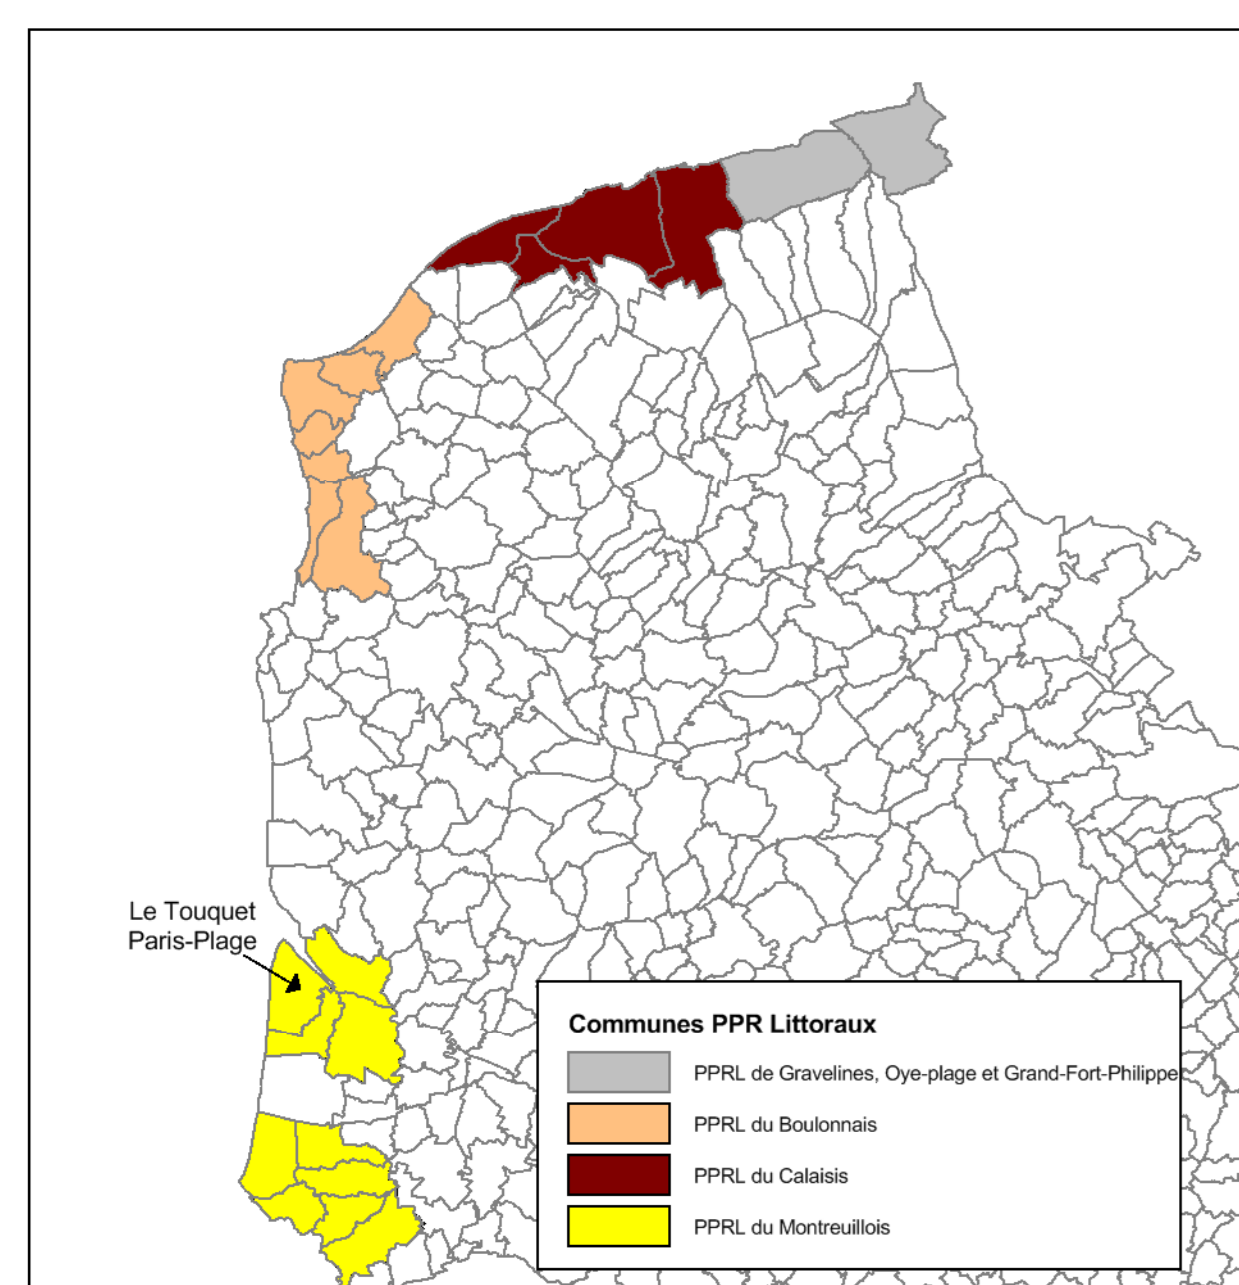 Le Touquet
Paris-Plage
Communes PPR Littoraux
PPRL de Gravelines, Oye-plage et Grand-Fort-Philippe
PPRL du Boulonnais
PPRL du Calaisis
PPRL du Montreuillois